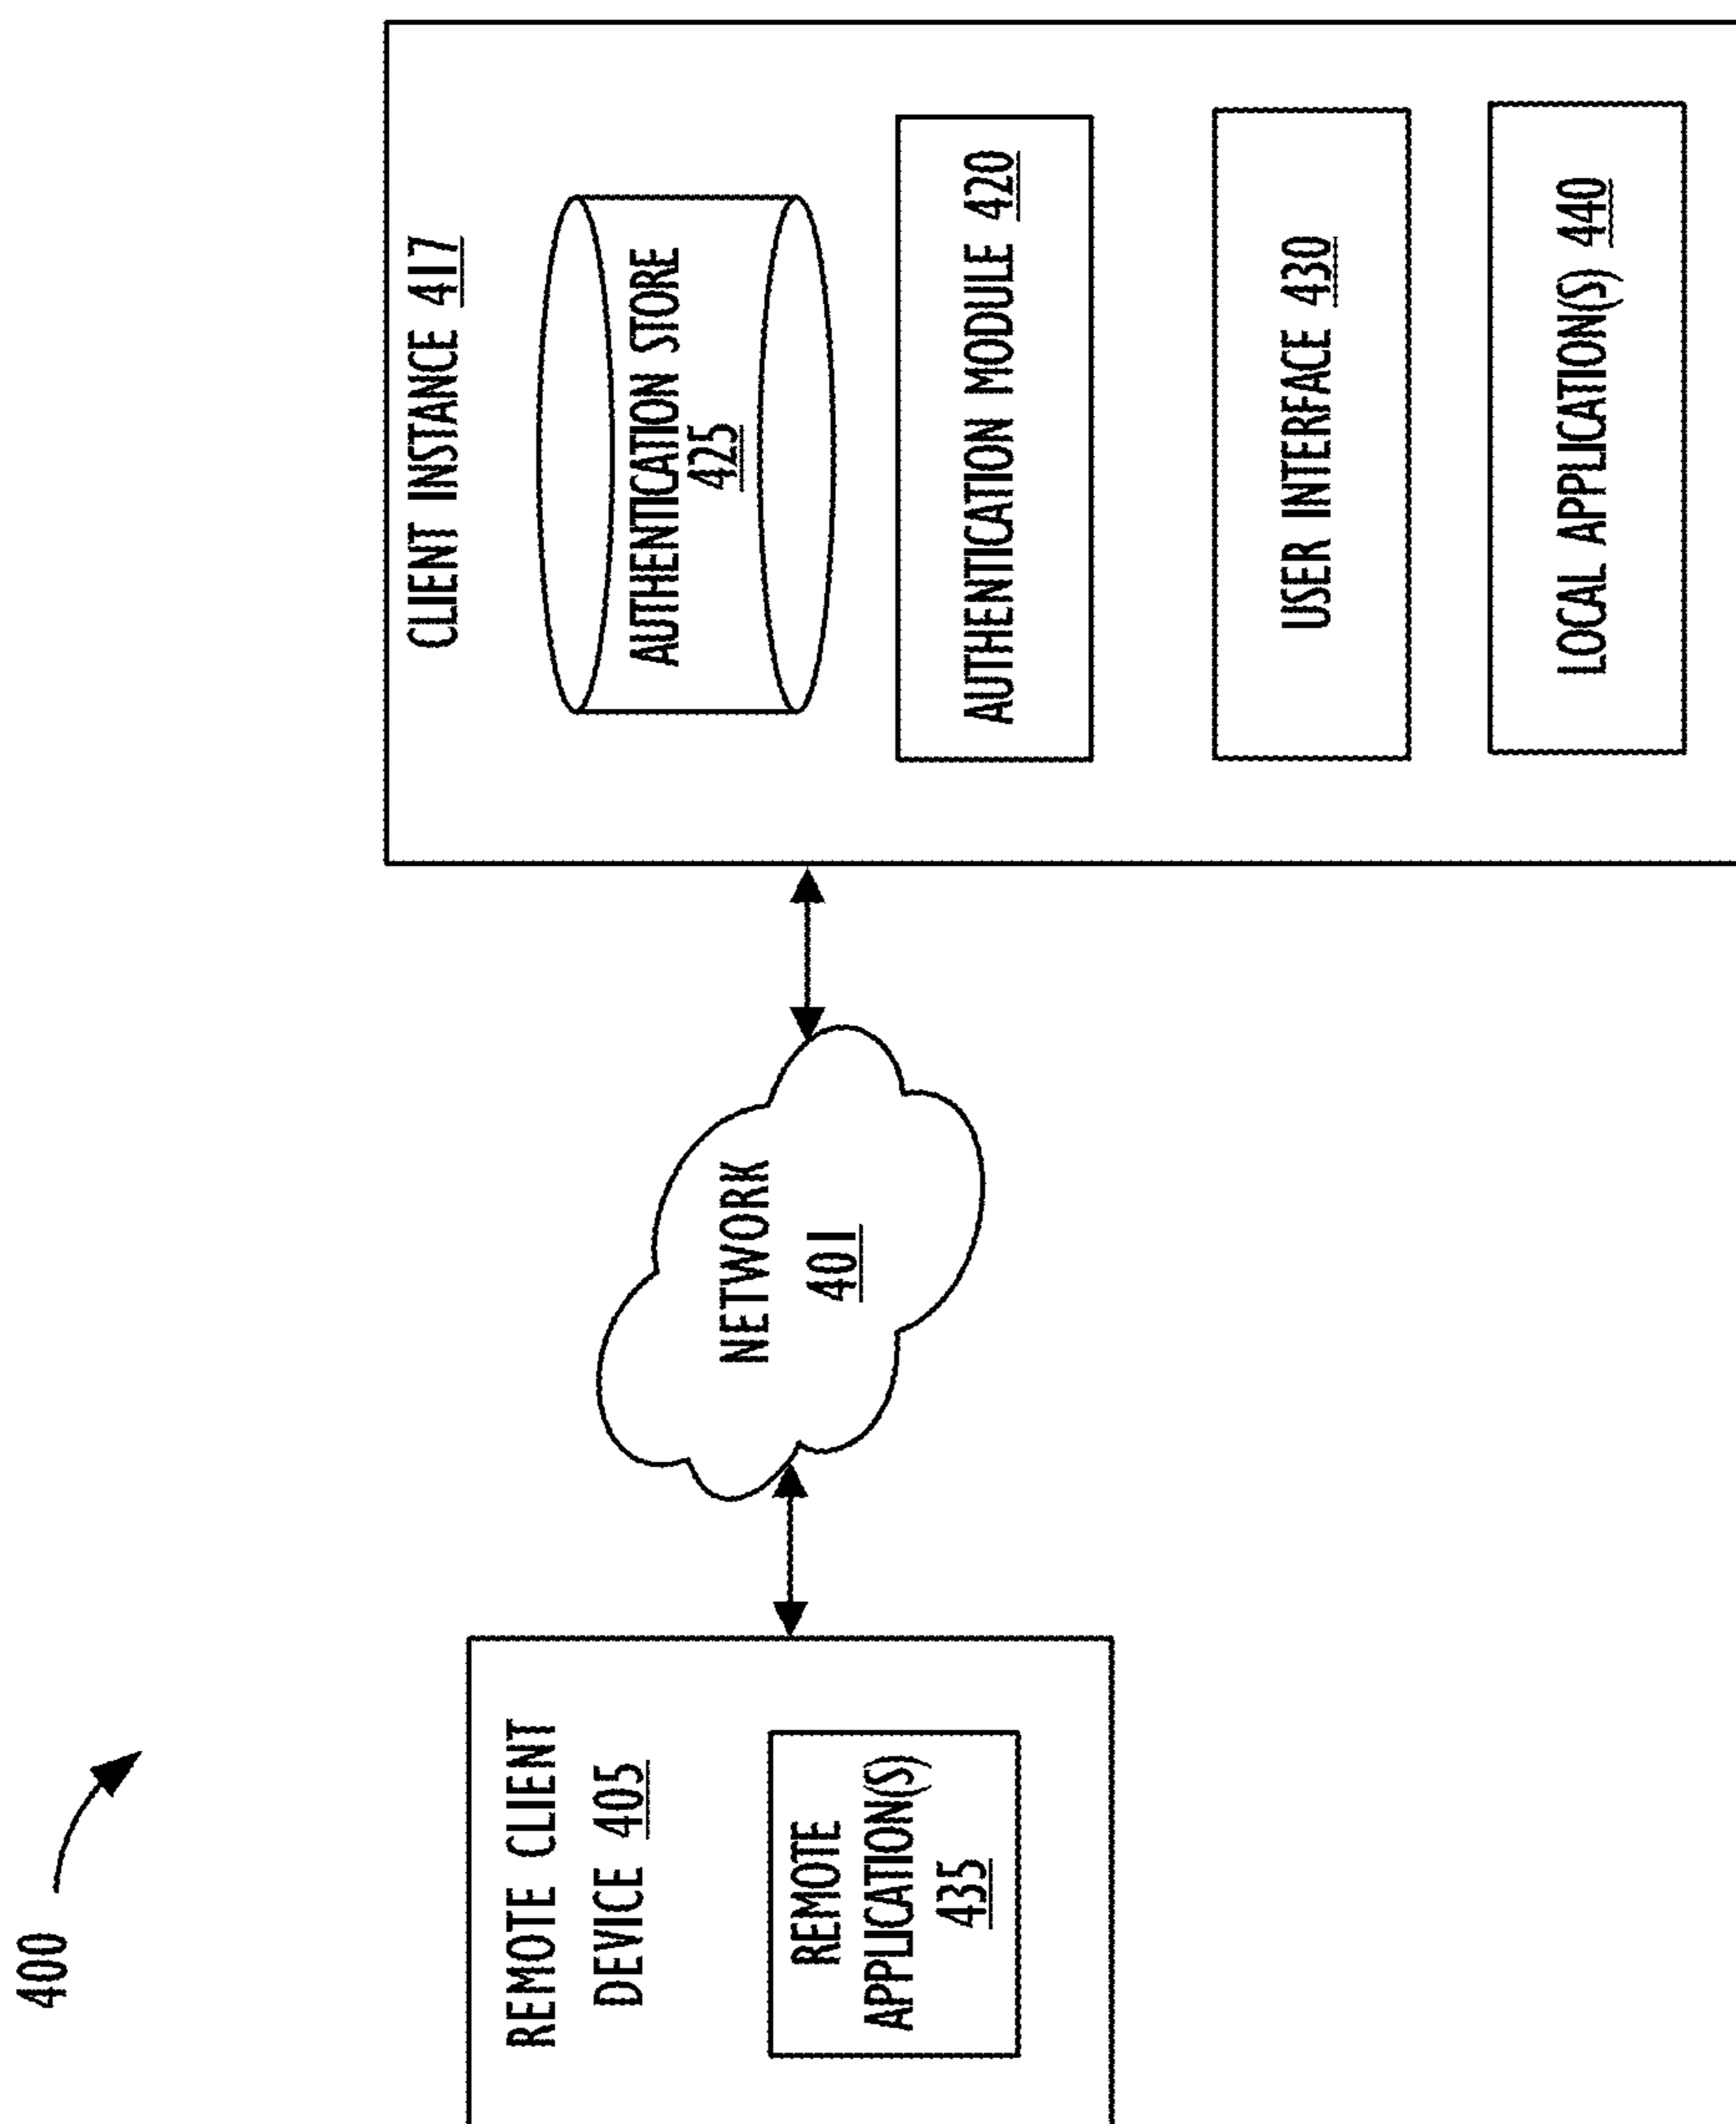 400
REMOTE CLIENT
DEVICE 405
REMOTE
APPLICATION(S)
435
NETWORK
401
CLIENT INSTANCE 417
AUTHENTICATION STORE
425
AUTHENTICATION MODULE 420
USER INTERFACE 430
LOCAL APPLICATION(S) 440